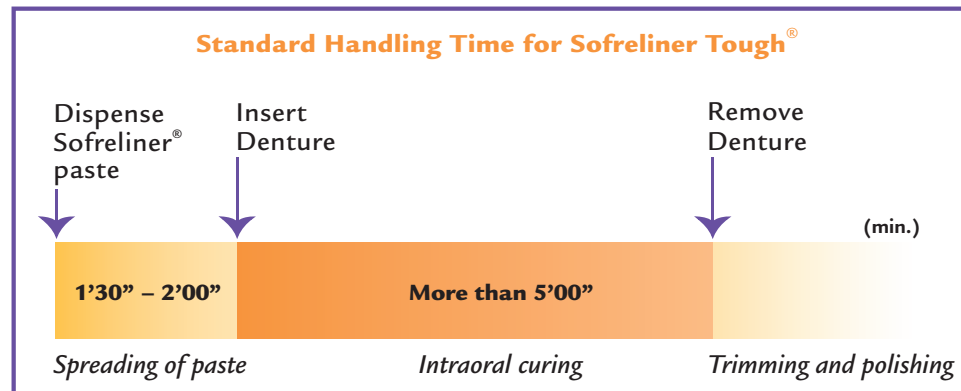 Standard Handling Time for Sofreliner Tough®
Dispense
Sofreliner®
paste
Insert
Denture
Remove
Denture
(min.)
1’30” – 2’00”
More than 5’00”
Spreading of paste
Intraoral curing
Trimming and polishing